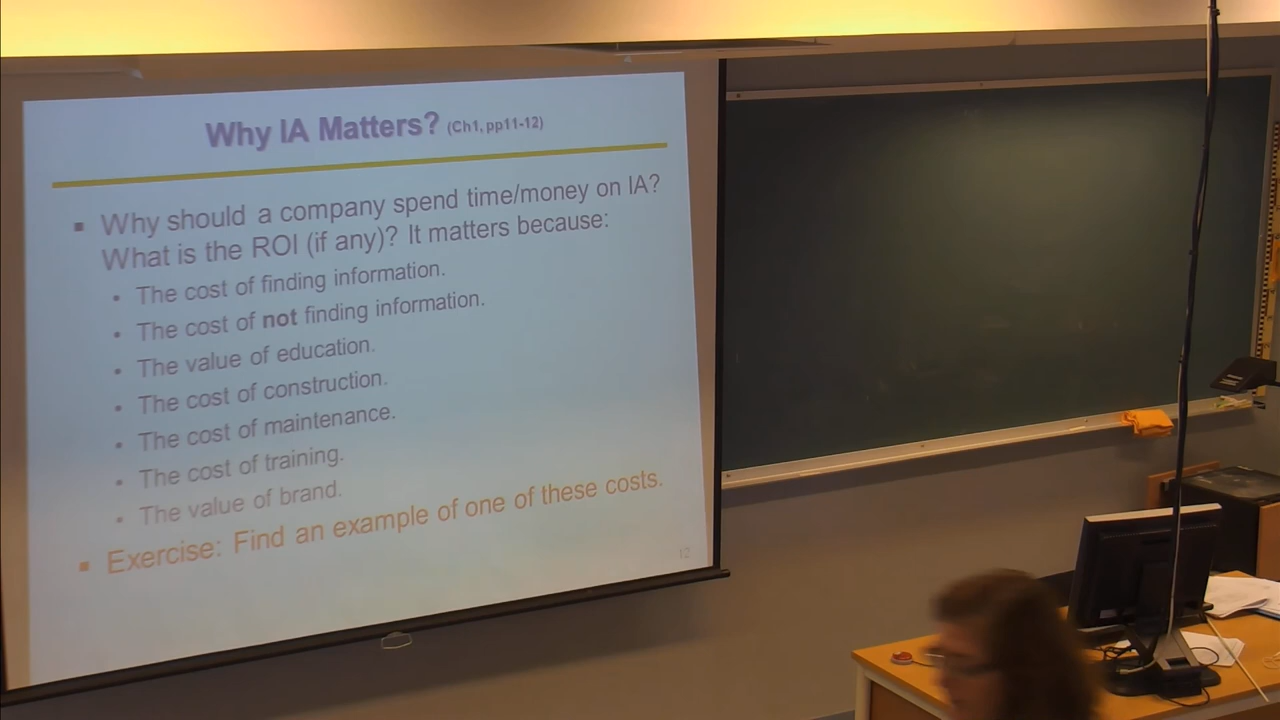 Why IA Matters? (Ch1, pp11-12)
▪ Why should a company spend time/money on IA?
What is the ROI (if any)? It matters because:
• The cost of finding information.
• The cost of not finding information.
• The value of education.
• The cost of construction.
• The cost of maintenance.
• The cost of training.
• The value of brand.
▪ Exercise: Find an example of one of these costs.
12